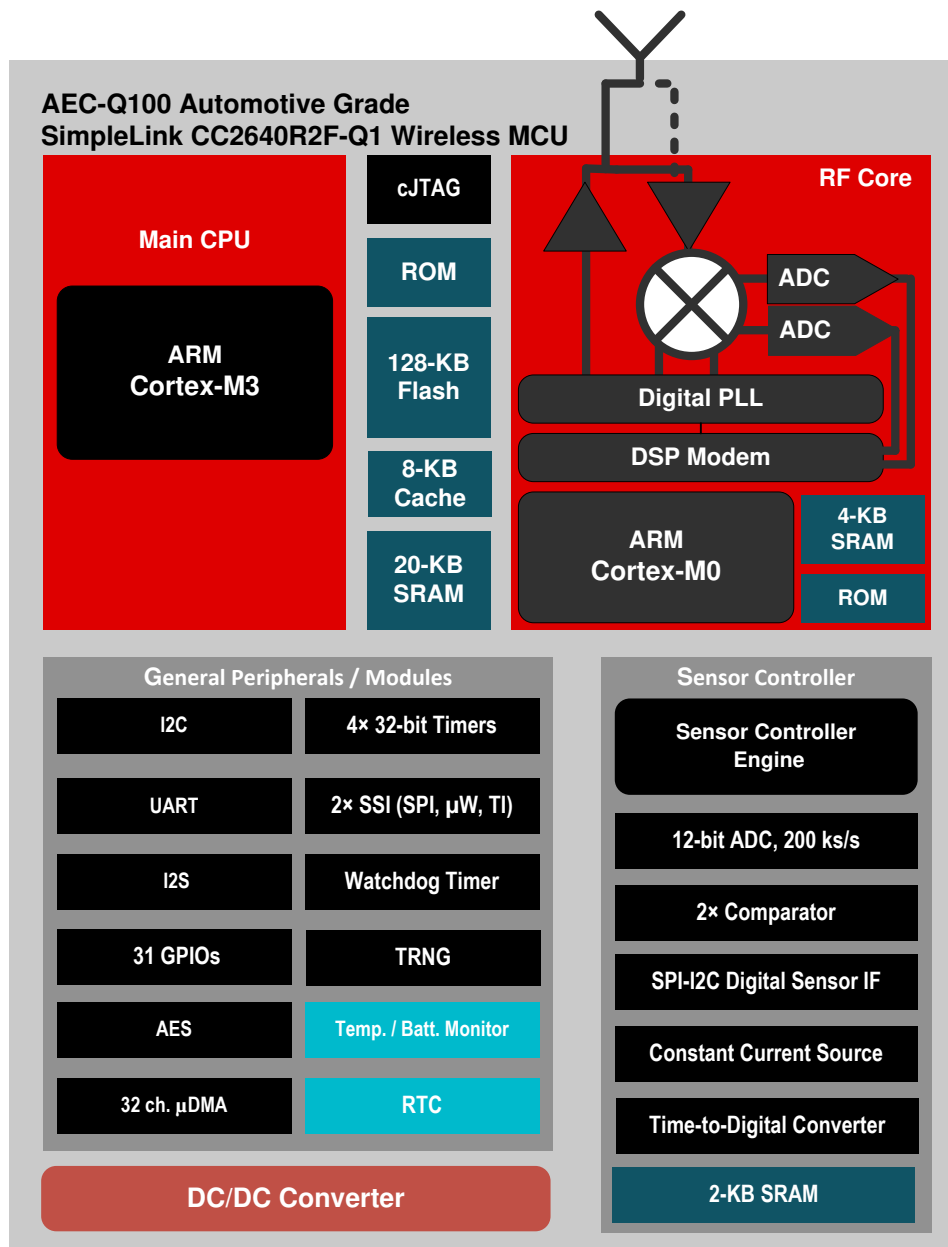 AEC-Q100 Automotive Grade
SimpleLink CC2640R2F-Q1 Wireless MCU
Main CPU
ARM
Cortex-M3
cJTAG
ROM
128-KB
Flash
8-KB
Cache
20-KB
SRAM
RF Core
ADC
ADC
Digital PLL
DSP Modem
ARM
Cortex-M0
4-KB
SRAM
ROM
General Peripherals / Modules
I2C
4× 32-bit Timers
UART
2× SSI (SPI, µW, TI)
I2S
Watchdog Timer
31 GPIOs
TRNG
AES
Temp. / Batt. Monitor
32 ch. µDMA
RTC
Sensor Controller
Sensor Controller
Engine
12-bit ADC, 200 ks/s
2× Comparator
SPI-I2C Digital Sensor IF
Constant Current Source
Time-to-Digital Converter
2-KB SRAM
DC/DC Converter